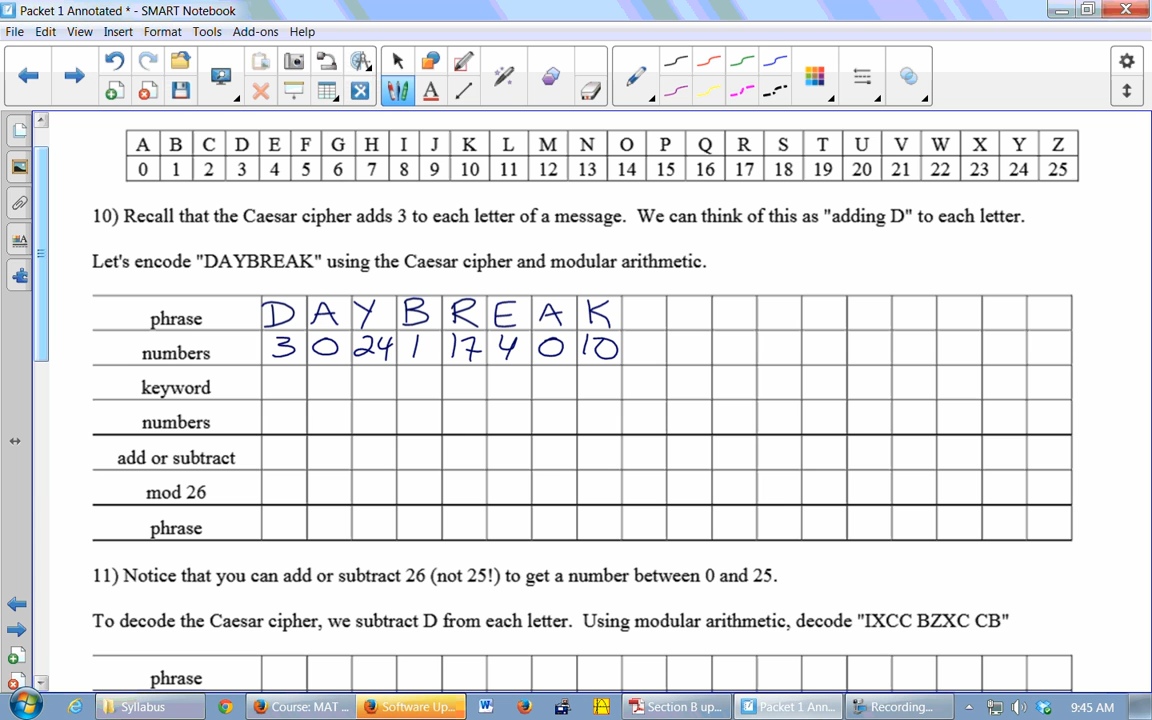 Packet 1 Annotated * - SMART Notebook
File Edit View Insert Format Tools Add-ons Help
A B C D E F G H I J K L M N O P Q R S T U V W X Y Z
0 1 2 3 4 5 6 7 8 9 10 11 12 13 14 15 16 17 18 19 20 21 22 23 24 25
10) Recall that the Caesar cipher adds 3 to each letter of a message. We can think of this as "adding D" to each letter.
Let's encode "DAYBREAK" using the Caesar cipher and modular arithmetic.
phrase D A Y B R E A K
numbers 3 0 24 1 17 4 0 10
keyword
numbers
add or subtract
mod 26
phrase
11) Notice that you can add or subtract 26 (not 25!) to get a number between 0 and 25.
To decode the Caesar cipher, we subtract D from each letter. Using modular arithmetic, decode "IXCC BZXC CB"
phrase
Syllabus Course: MAT ... Software Up... Section B up... Packet 1 Ann... Recording... 9:45 AM